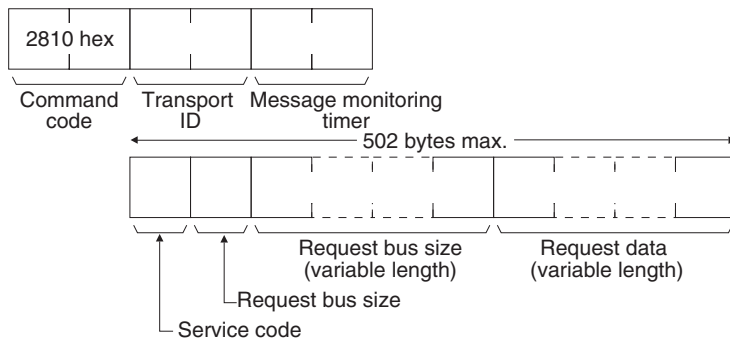 2810 hex
Command
code
Transport
ID
Message monitoring
timer
502 bytes max.
Request bus size
(variable length)
Request data
(variable length)
Request bus size
Service code